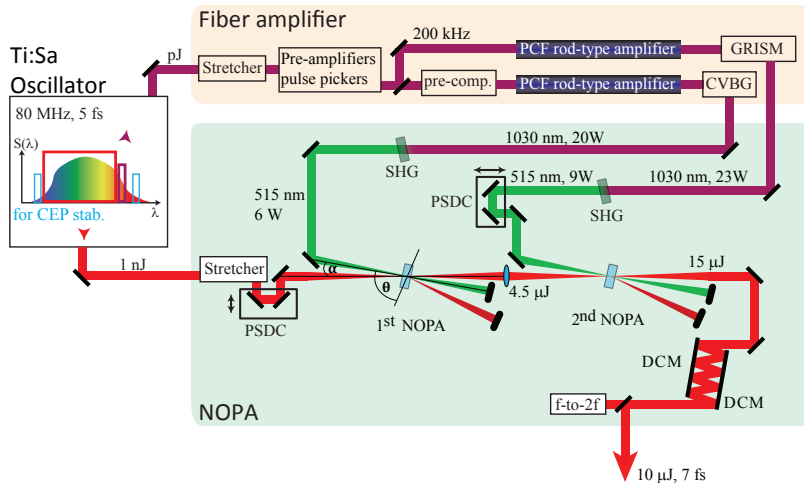 Fiber amplifier
Ti:Sa
Oscillator
pJ
Stretcher
Pre-amplifiers
pulse pickers
200 kHz
PCF rod-type amplifier
GRISM
pre-comp.
PCF rod-type amplifier
CVBG
80 MHz, 5 fs
S(λ)
λ
for CEP stab.
1030 nm, 20W
SHG
515 nm
6 W
PSDC
515 nm, 9W
1030 nm, 23W
SHG
1 nJ
Stretcher
PSDC
α
θ
1st NOPA
4.5 µJ
2nd NOPA
15 µJ
DCM
DCM
f-to-2f
NOPA
10 µJ, 7 fs